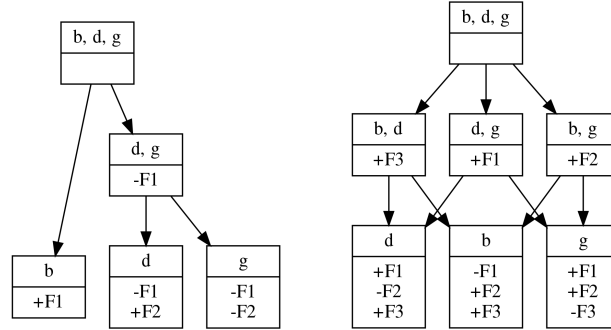 b, d, g
d, g
-F1
b
+F1
d
-F1
+F2
g
-F1
-F2
b, d, g
b, d
+F3
d, g
+F1
b, g
+F2
d
+F1
-F2
+F3
b
-F1
+F2
+F3
g
+F1
+F2
-F3